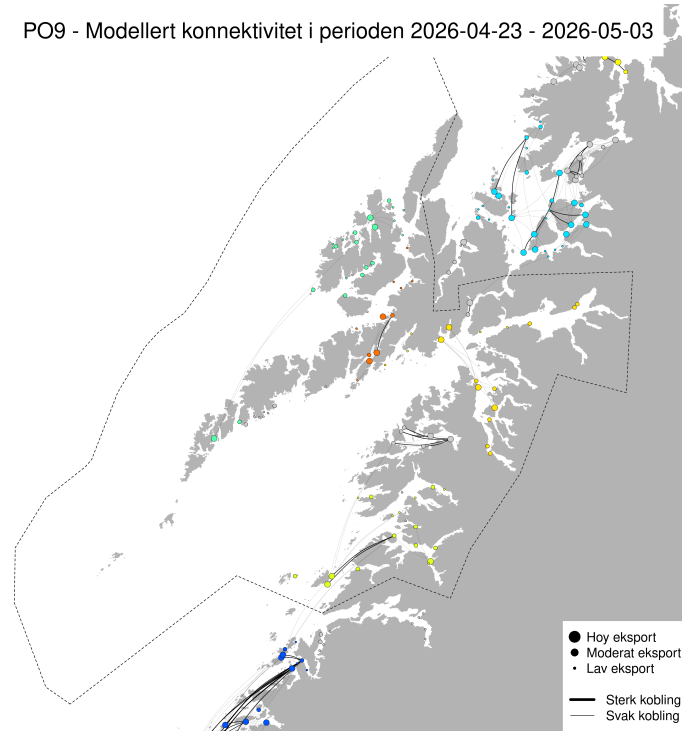 PO9 - Modellert konnektivitet i perioden 2026-04-23 - 2026-05-03
Hoy eksport
Moderat eksport
Lav eksport
Sterk kobling
Svak kobling